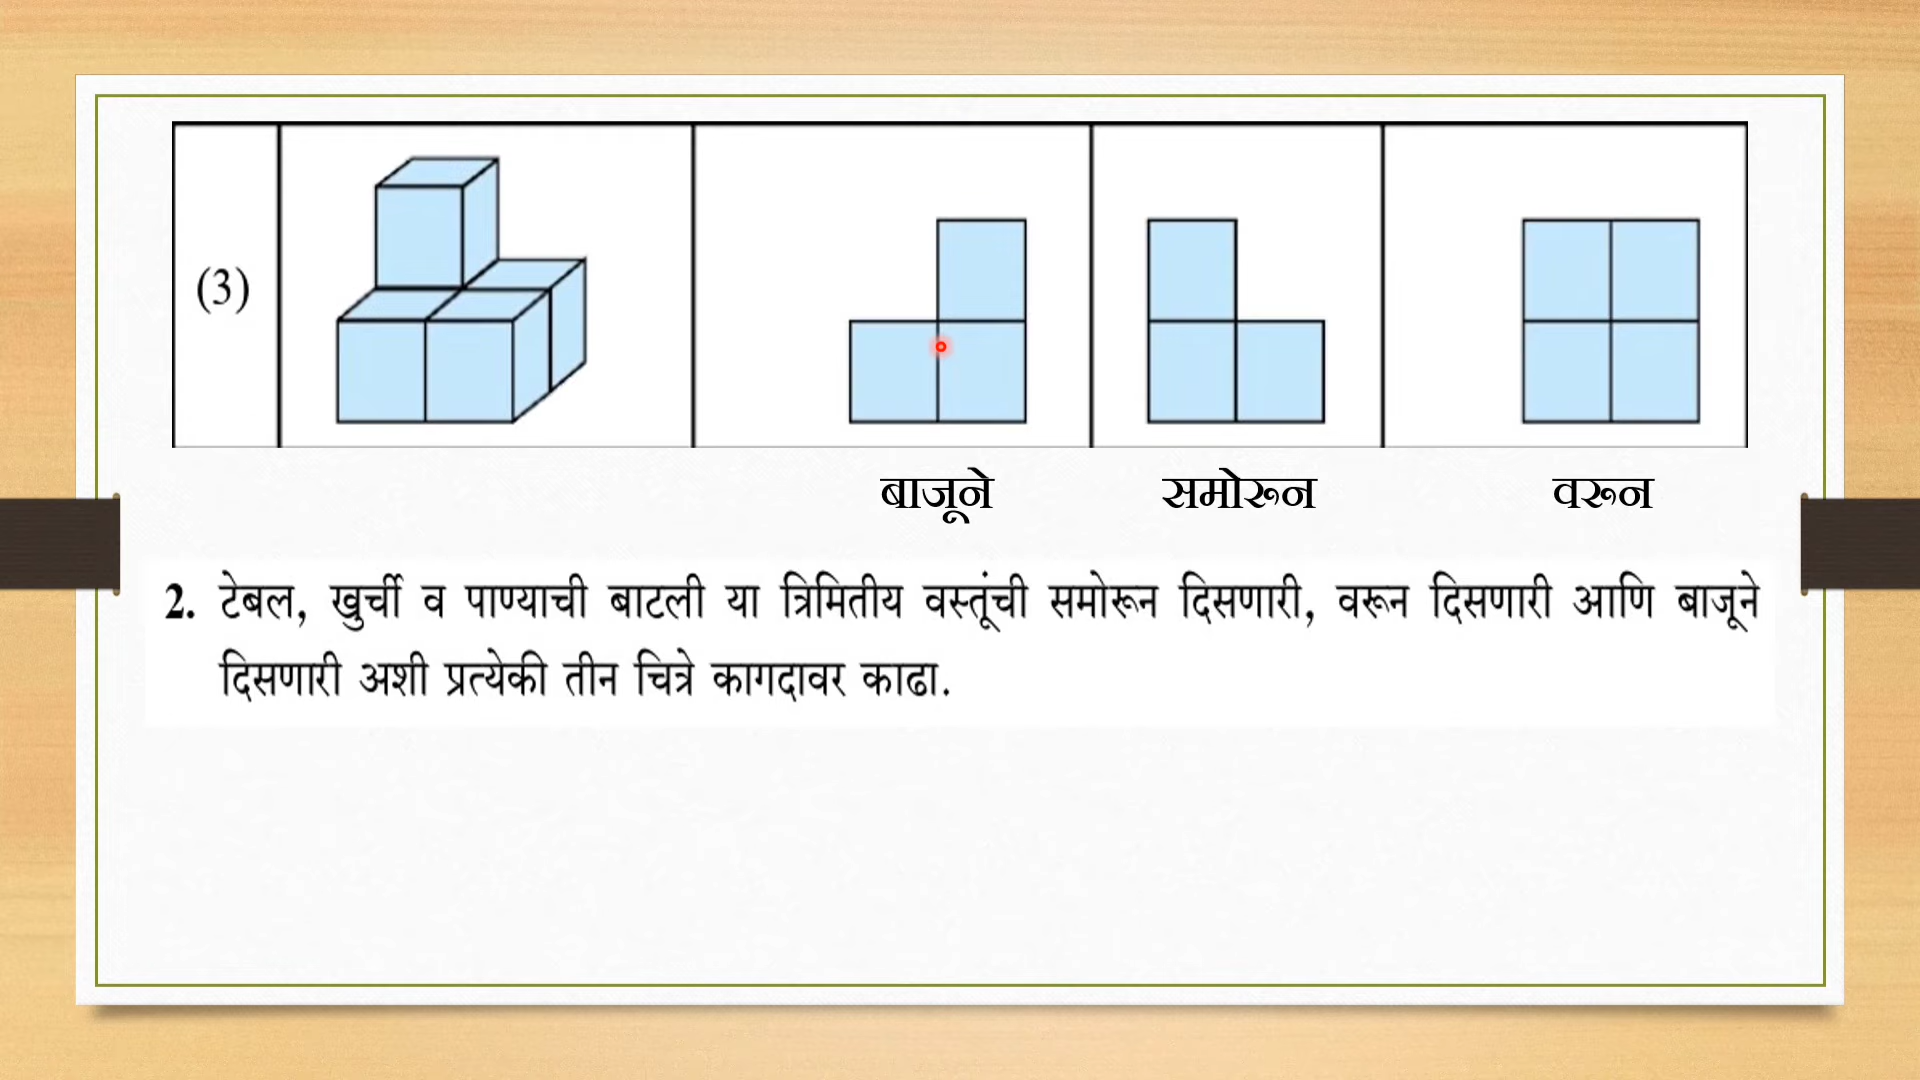 (3)
बाजूने समोरून वरून
2. टेबल, खुर्ची व पाण्याची बाटली या त्रिमितीय वस्तूंची समोरून दिसणारी, वरून दिसणारी आणि बाजूने
दिसणारी अशी प्रत्येकी तीन चित्रे कागदावर काढा.